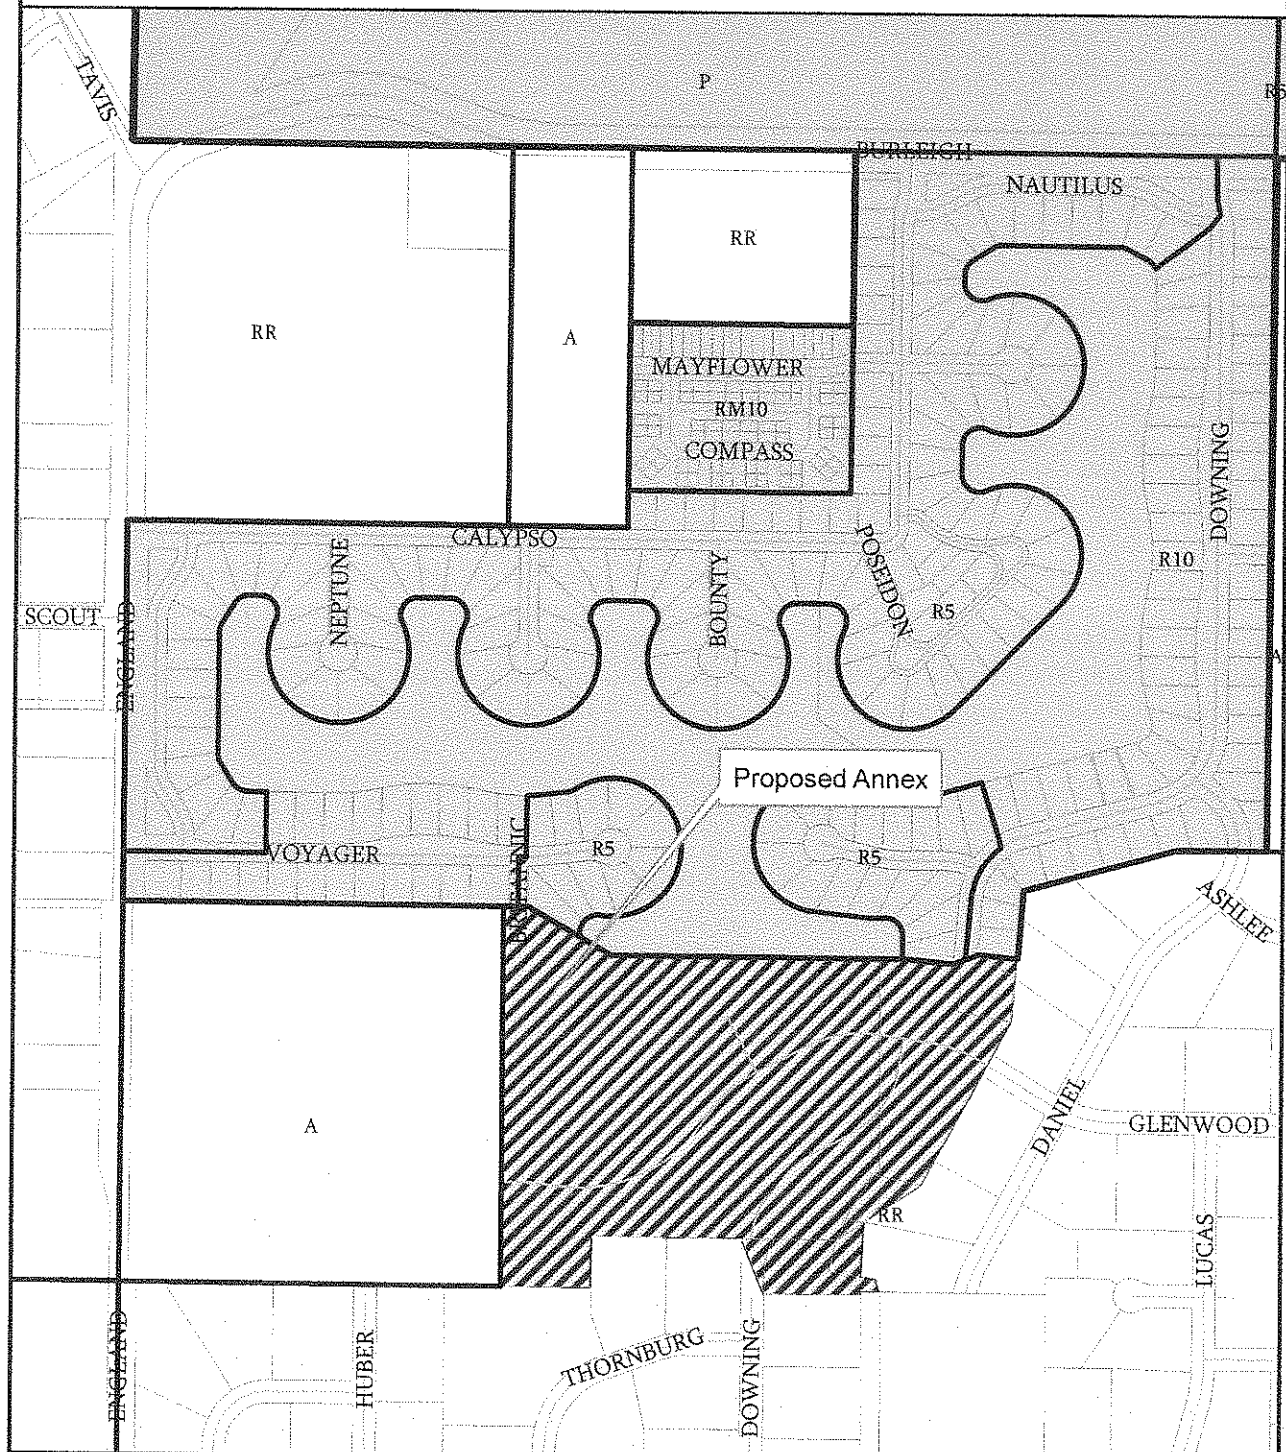 TAVIS
P
R5
BURLEIGH
NAUTILUS
RR
RR
A
MAYFLOWER
RM10
COMPASS
DOWNING
CALYPSO
NEPTUNE
BOUNTY
POSEIDON
R10
R5
SCOUT
ENGLAND
A
Proposed Annex
VOYAGER
BRITANNIC
R5
R5
ASHLEE
A
DANIEL
GLENWOOD
RR
LUCAS
ENGLAND
HUBER
THORNBURG
DOWNING